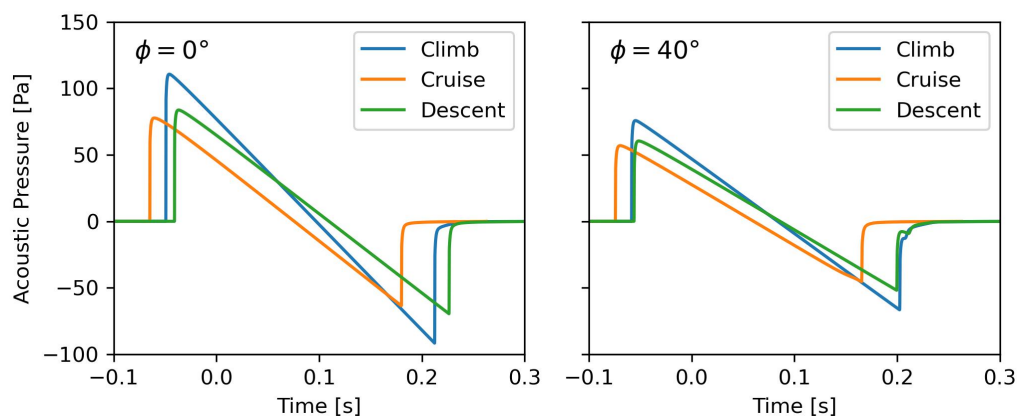 Acoustic Pressure [Pa]
150
100
50
0
−50
−100
ϕ = 0°
Climb
Cruise
Descent
−0.1
0.0
0.1
0.2
0.3
Time [s]
ϕ = 40°
Climb
Cruise
Descent
−0.1
0.0
0.1
0.2
0.3
Time [s]